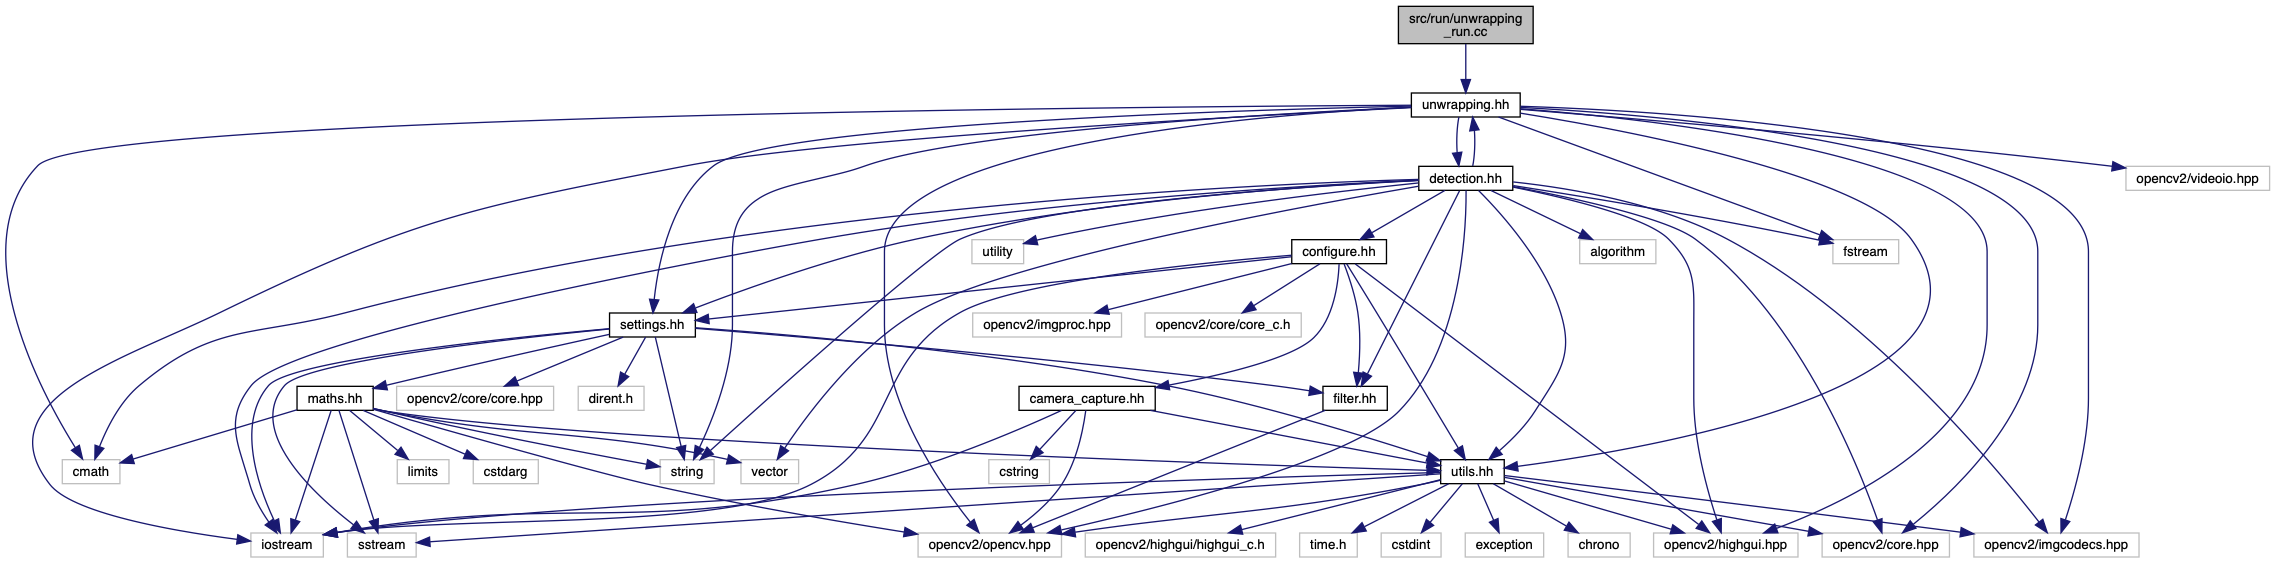 src/run/unwrapping
_run.cc
unwrapping.hh
detection.hh
opencv2/videoio.hpp
utility
configure.hh
algorithm
fstream
settings.hh
opencv2/imgproc.hpp
opencv2/core/core_c.h
maths.hh
opencv2/core/core.hpp
dirent.h
camera_capture.hh
filter.hh
cmath
limits
cstdarg
string
vector
cstring
utils.hh
iostream
sstream
opencv2/opencv.hpp
opencv2/highgui/highgui_c.h
time.h
cstdint
exception
chrono
opencv2/highgui.hpp
opencv2/core.hpp
opencv2/imgcodecs.hpp